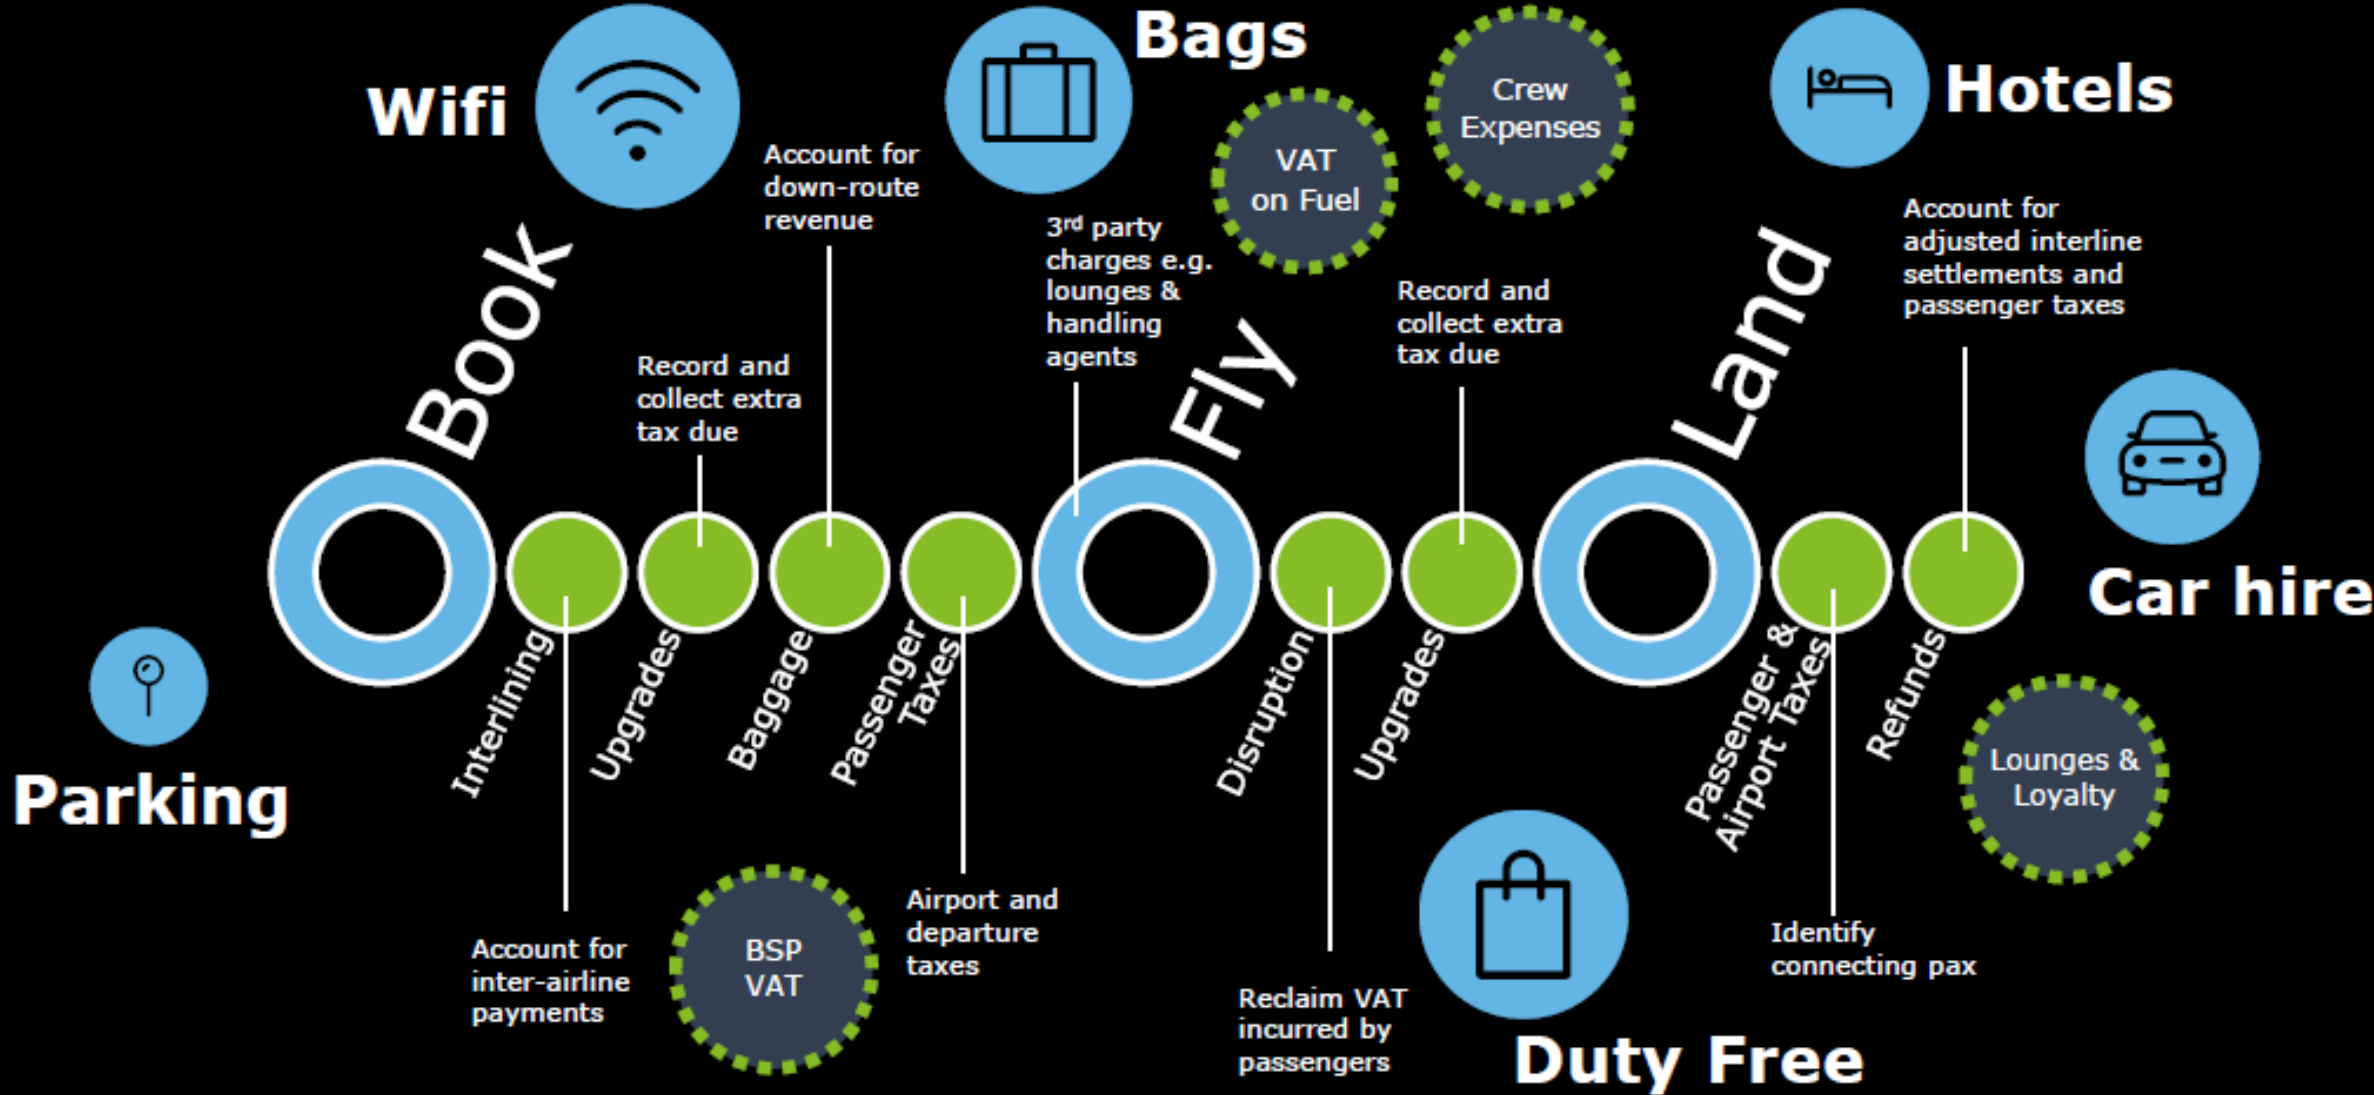 Wifi
Bags
Crew
Expenses
Hotels
VAT
on Fuel
Account for
down-route
revenue
3rd party
charges e.g.
lounges &
handling
agents
Account for
adjusted interline
settlements and
passenger taxes
Book
Fly
Land
Record and
collect extra
tax due
Record and
collect extra
tax due
Car hire
Parking
Interlining
Upgrades
Baggage
Passenger
Taxes
Disruption
Upgrades
Passenger &
Airport Taxes
Refunds
Lounges &
Loyalty
Account for
inter-airline
payments
BSP
VAT
Airport and
departure
taxes
Reclaim VAT
incurred by
passengers
Duty Free
Identify
connecting pax